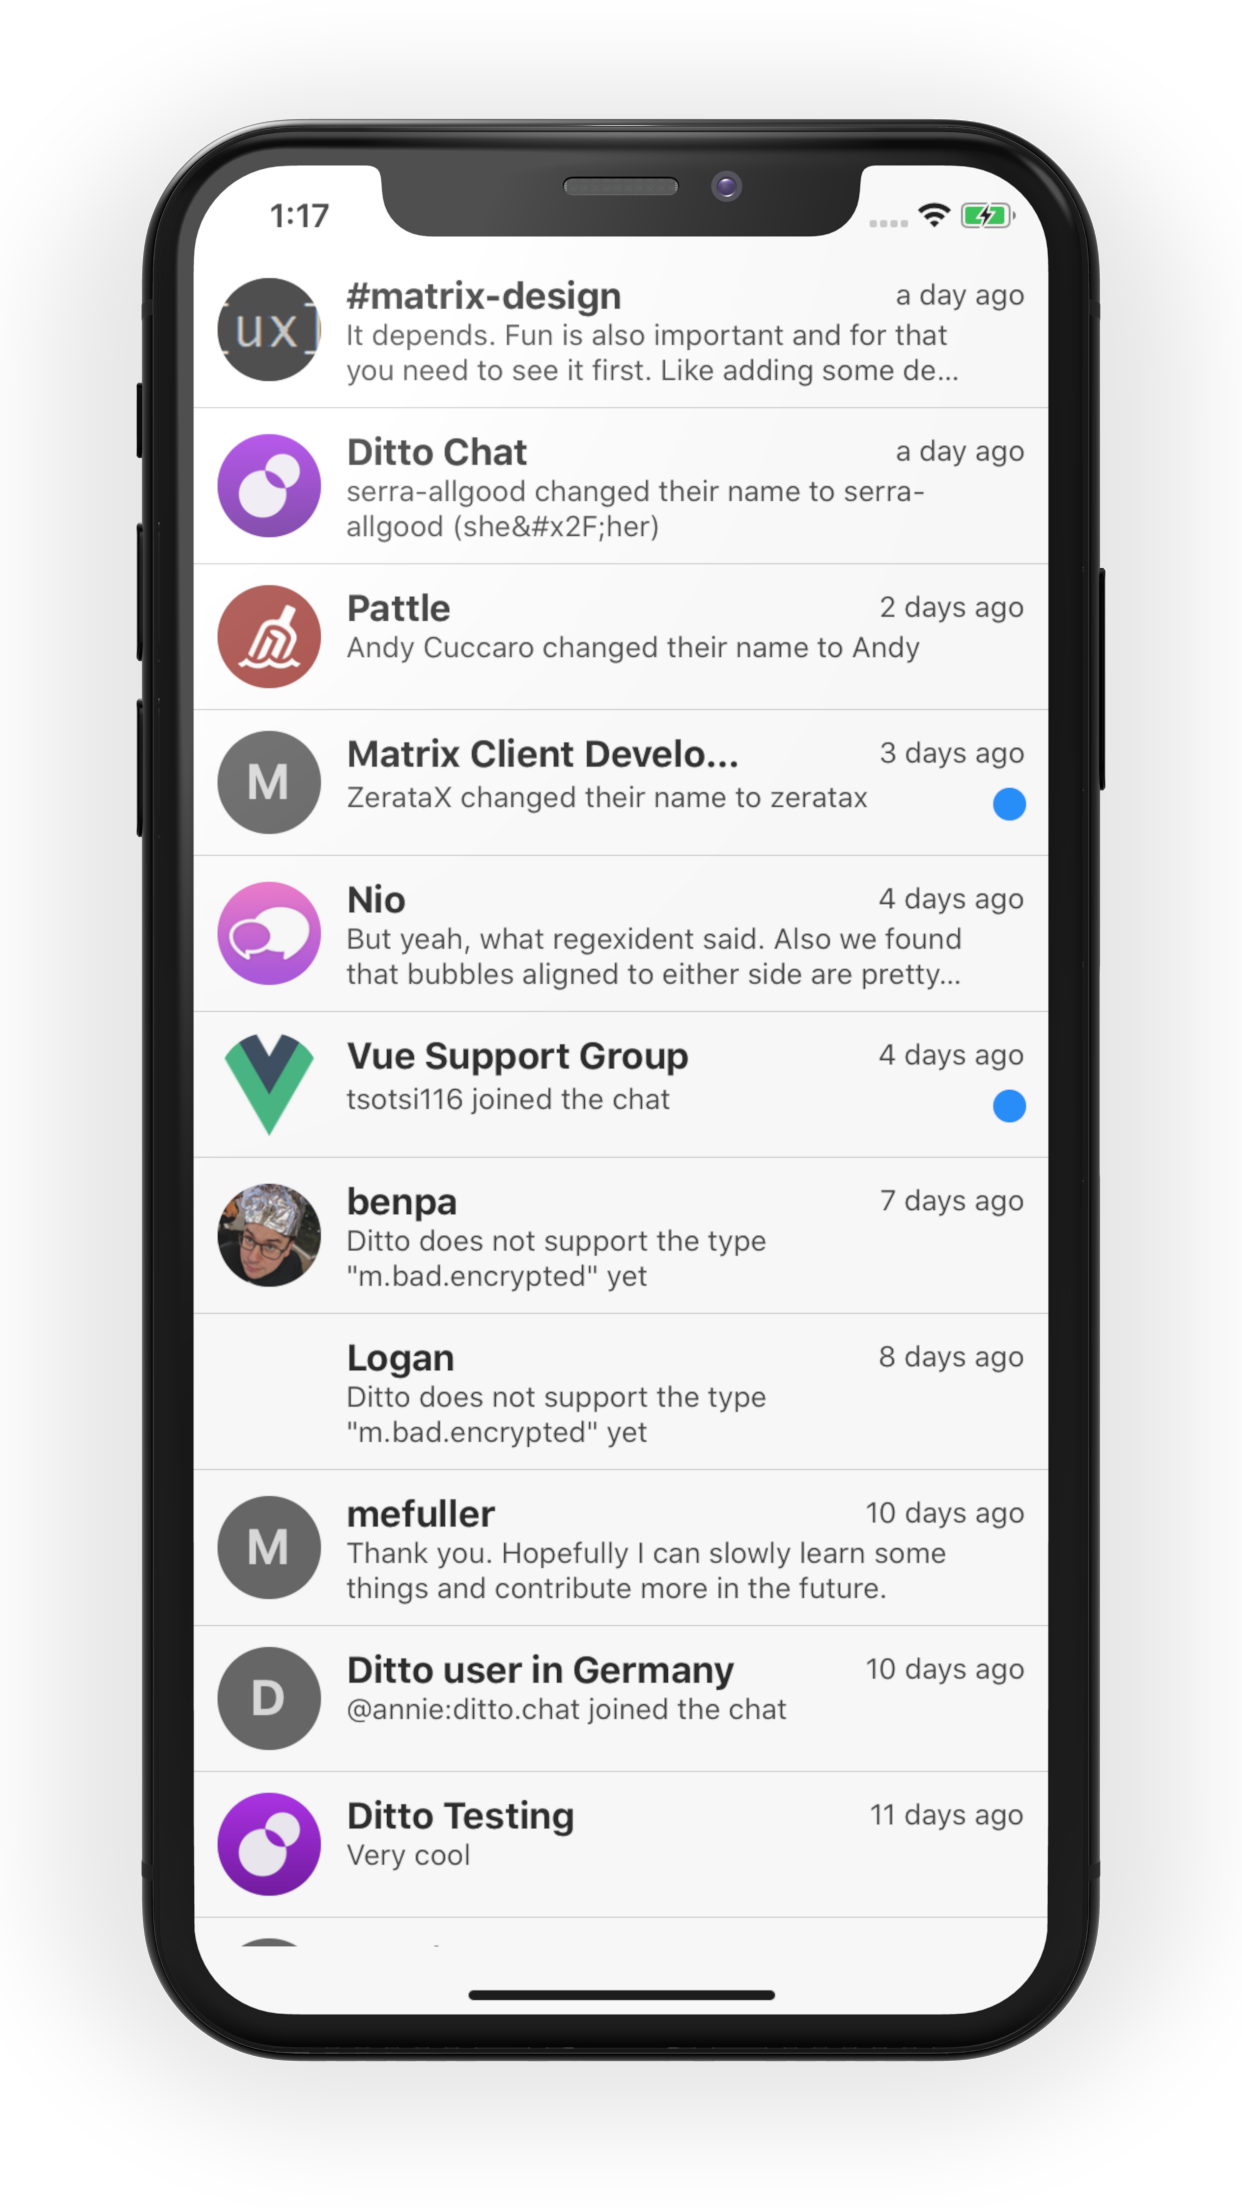 1:17
[ux]
#matrix-design
a day ago
It depends. Fun is also important and for that
you need to see it first. Like adding some de...
Ditto Chat
a day ago
serra-allgood changed their name to serra-
allgood (she&#x2F;her)
Pattle
2 days ago
Andy Cuccaro changed their name to Andy
M
Matrix Client Develo...
3 days ago
ZerataX changed their name to zeratax
Nio
4 days ago
But yeah, what regexident said. Also we found
that bubbles aligned to either side are pretty...
Vue Support Group
4 days ago
tsotsi116 joined the chat
benpa
7 days ago
Ditto does not support the type
"m.bad.encrypted" yet
Logan
8 days ago
Ditto does not support the type
"m.bad.encrypted" yet
M
mefuller
10 days ago
Thank you. Hopefully I can slowly learn some
things and contribute more in the future.
D
Ditto user in Germany
10 days ago
@annie:ditto.chat joined the chat
Ditto Testing
11 days ago
Very cool